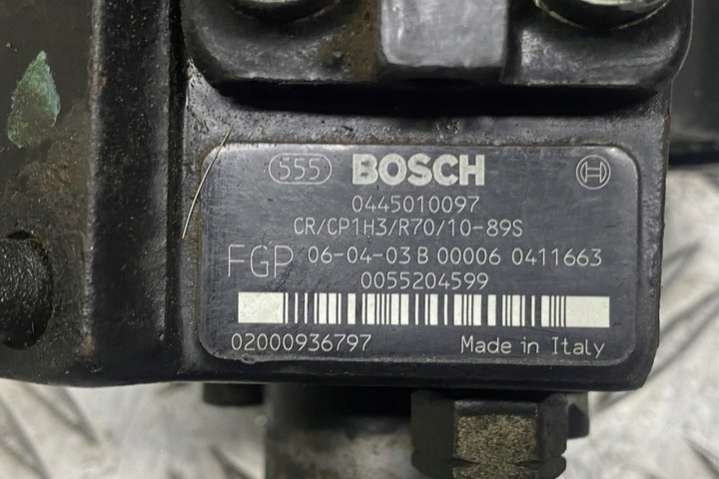 555 BOSCH
0445010097
CR/CP1H3/R70/10-89S
FGP 06-04-03 B 00006 0411663
0055204599
02000936797 Made in Italy